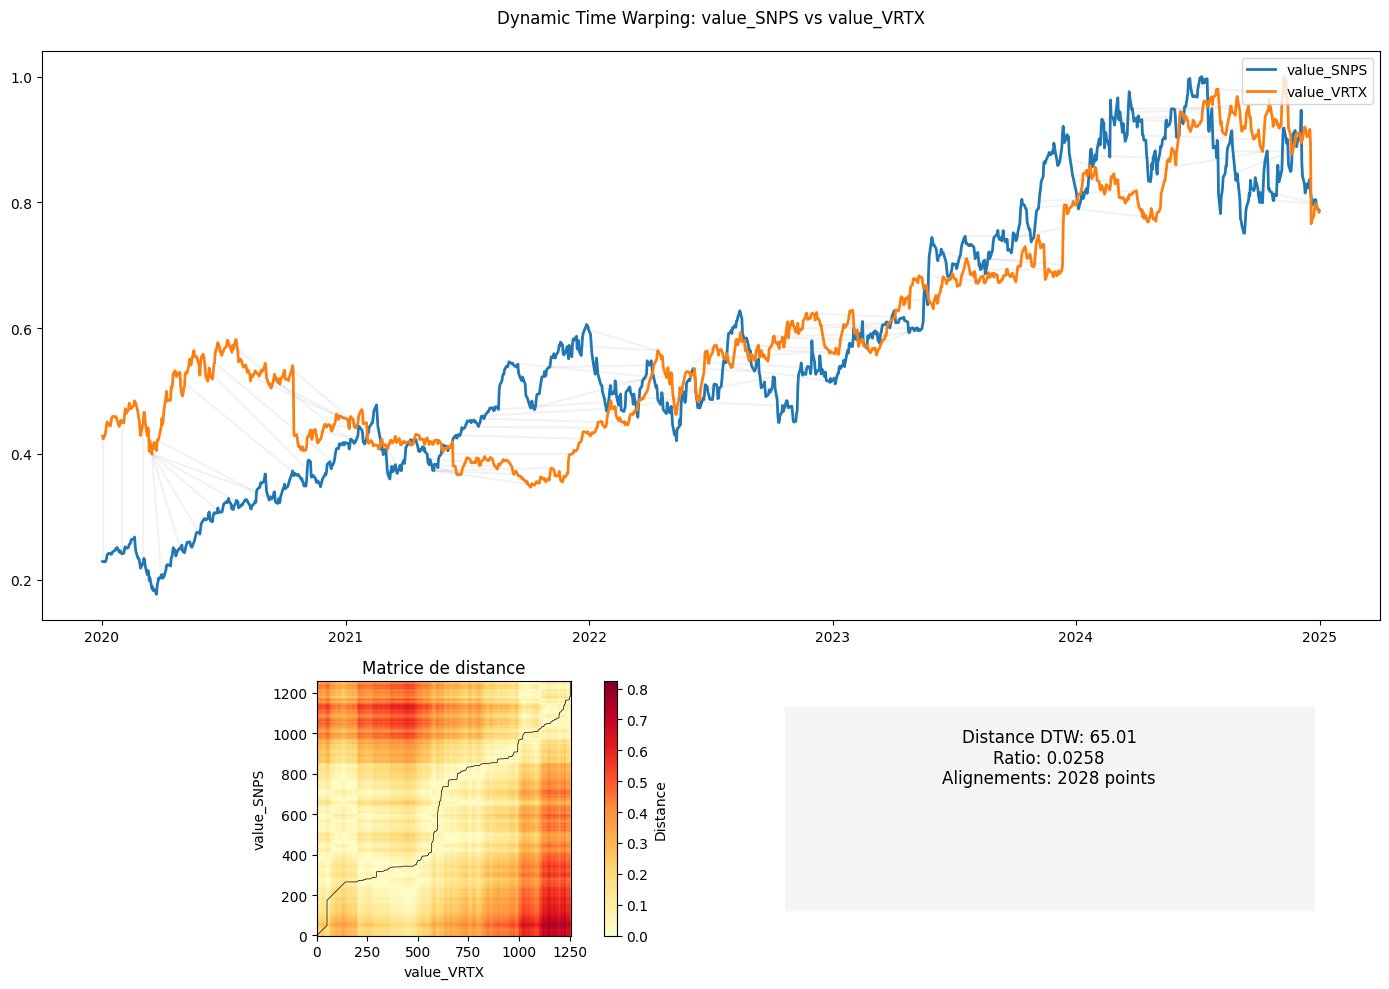 Dynamic Time Warping: value_SNPS vs value_VRTX
value_SNPS
value_VRTX
1.0
0.8
0.6
0.4
0.2
2020 2021 2022 2023 2024 2025
Matrice de distance
value_SNPS
1200
1000
800
600
400
200
0
0 250 500 750 1000 1250
value_VRTX
0.8
0.7
0.6
0.5
0.4
0.3
0.2
0.1
0.0
Distance
Distance DTW: 65.01
Ratio: 0.0258
Alignements: 2028 points